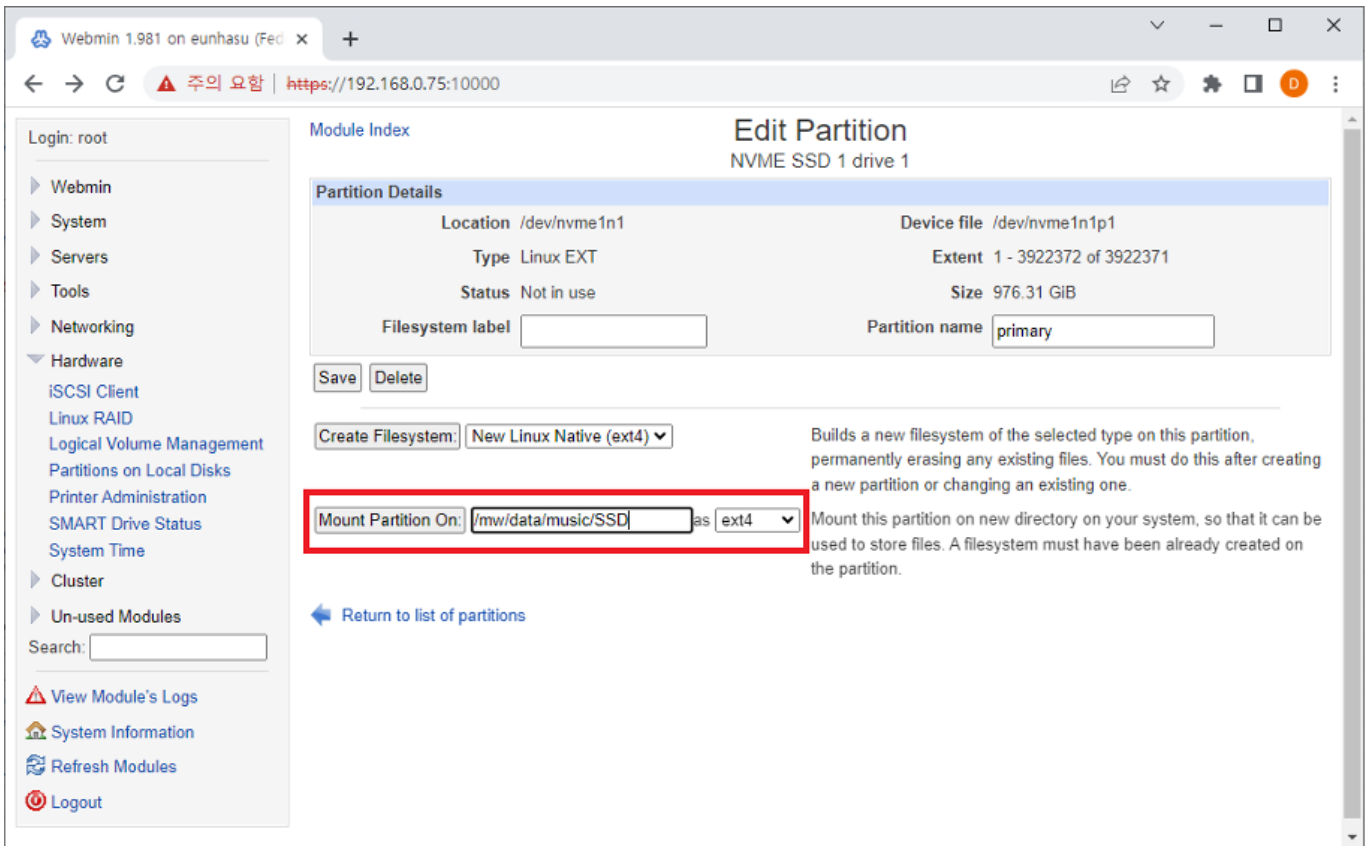 Webmin 1.981 on eunhasu (Fed
주의 요함 https://192.168.0.75:10000
D
Login: root
Webmin
System
Servers
Tools
Networking
Hardware
iSCSI Client
Linux RAID
Logical Volume Management
Partitions on Local Disks
Printer Administration
SMART Drive Status
System Time
Cluster
Un-used Modules
Search:
View Module's Logs
System Information
Refresh Modules
Logout
Module Index
Edit Partition
NVME SSD 1 drive 1
Partition Details
Location /dev/nvme1n1 Device file /dev/nvme1n1p1
Type Linux EXT Extent 1 - 3922372 of 3922371
Status Not in use Size 976.31 GiB
Filesystem label Partition name primary
Save Delete
Create Filesystem: New Linux Native (ext4)
Builds a new filesystem of the selected type on this partition,
permanently erasing any existing files. You must do this after creating
a new partition or changing an existing one.
Mount Partition On: /mw/data/music/SSD as ext4
Mount this partition on new directory on your system, so that it can be
used to store files. A filesystem must have been already created on
the partition.
Return to list of partitions